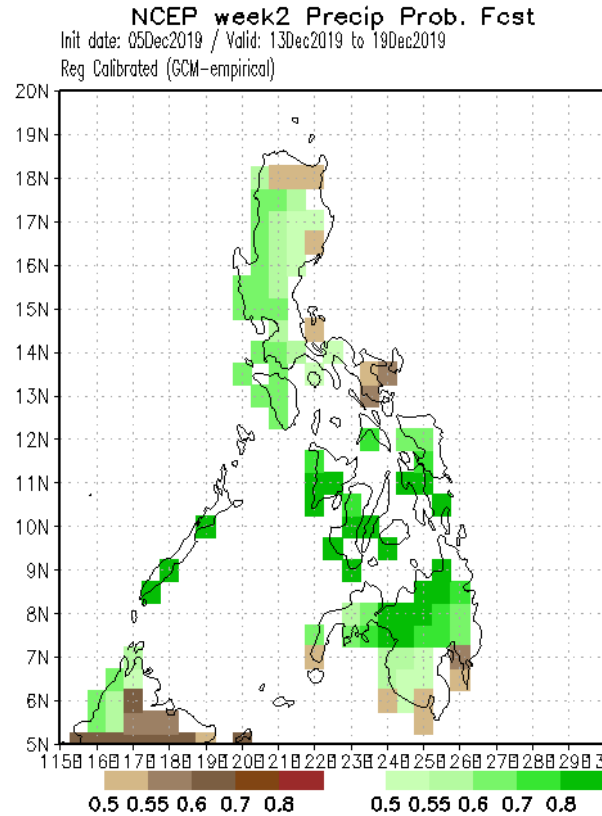 NCEP week2 Precip Prob. Fcst
Init date: 05Dec2019 / Valid: 13Dec2019 to 19Dec2019
Reg Calibrated (GCM-empirical)
20N
19N
18N
17N
16N
15N
14N
13N
12N
11N
10N
9N
8N
7N
6N
5N
0.5 0.55 0.6 0.7 0.8
0.5 0.55 0.6 0.7 0.8